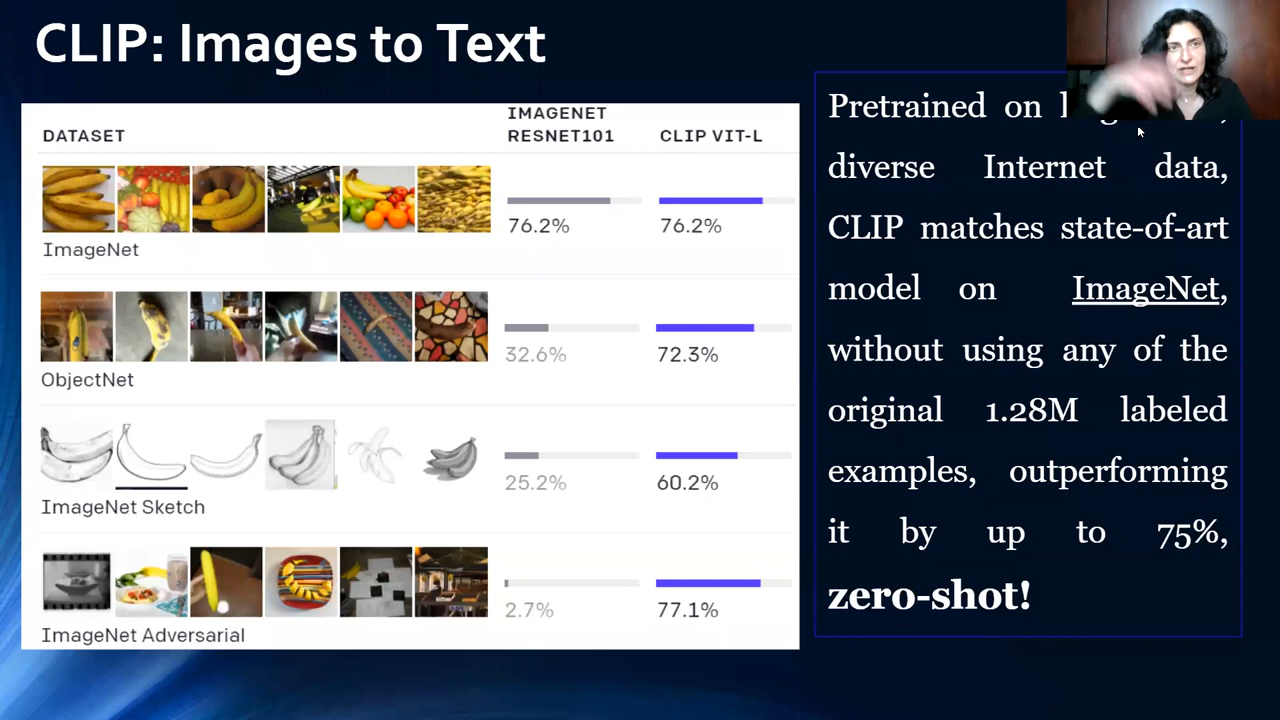 CLIP: Images to Text
DATASET
IMAGENET
RESNET101
CLIP VIT-L
76.2%
76.2%
ImageNet
32.6%
72.3%
ObjectNet
25.2%
60.2%
ImageNet Sketch
2.7%
77.1%
ImageNet Adversarial
Pretrained on
diverse Internet data,
CLIP matches state-of-art
model on ImageNet,
without using any of the
original 1.28M labeled
examples, outperforming
it by up to 75%,
zero-shot!